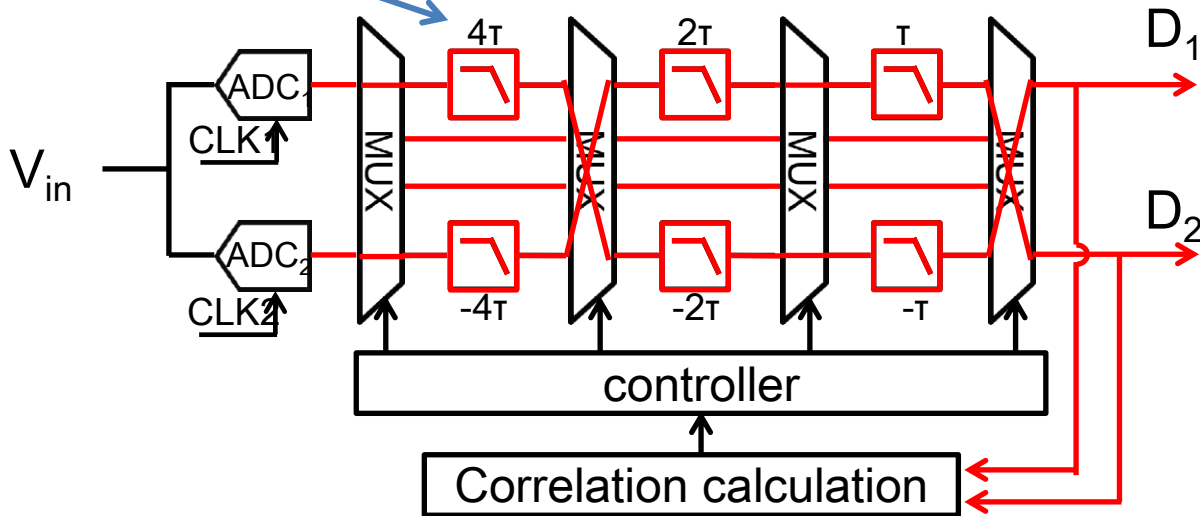 4τ
2τ
τ
D1
ADC1
CLK1
MUX
MUX
MUX
MUX
Vin
D2
ADC2
CLK2
-4τ
-2τ
-τ
controller
Correlation calculation